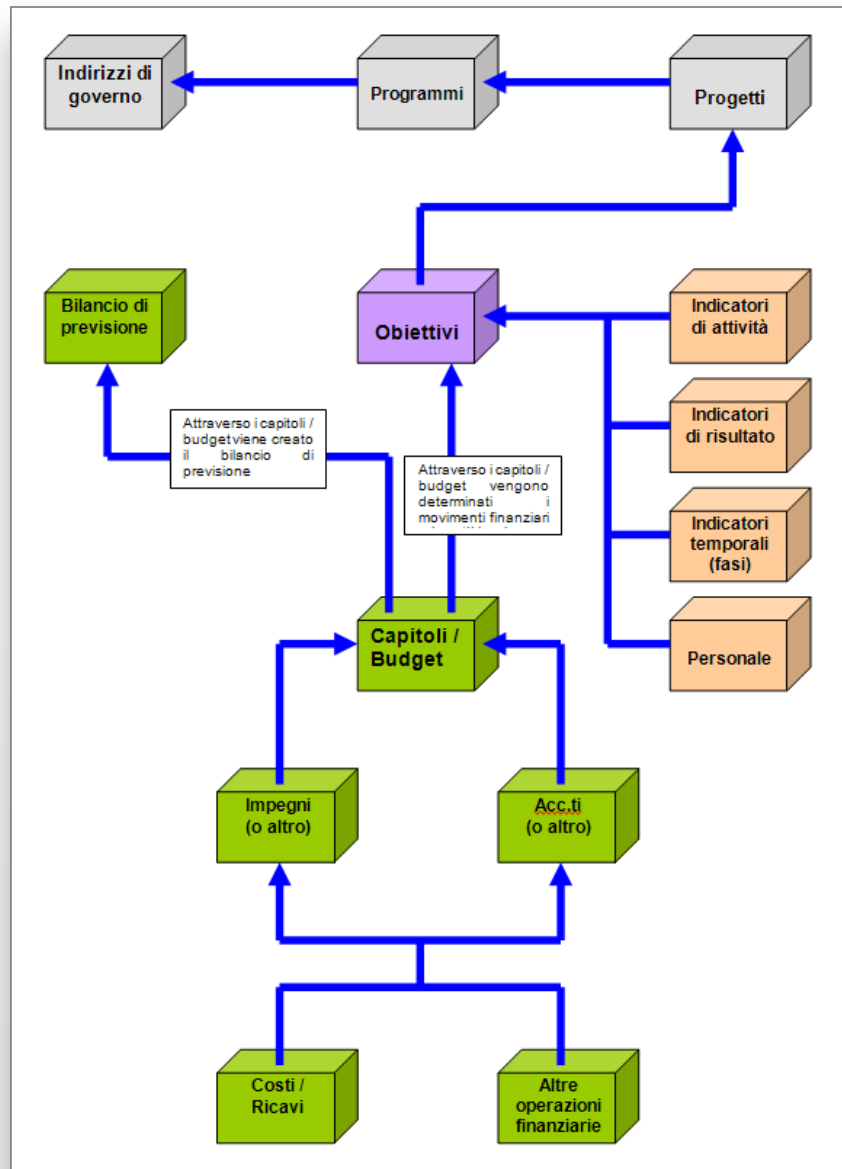 Indirizzi di
governo
Programmi
Progetti
Bilancio di
previsione
Obiettivi
Indicatori
di attività
Attraverso i capitoli /
budget viene creato
il bilancio di
previsione
Attraverso i capitoli /
budget vengono
determinati i
movimenti finanziari
Indicatori
di risultato
Indicatori
temporali
(fasi)
Capitoli /
Budget
Personale
Impegni
(o altro)
Acc.ti
(o altro)
Costi /
Ricavi
Altre
operazioni
finanziarie